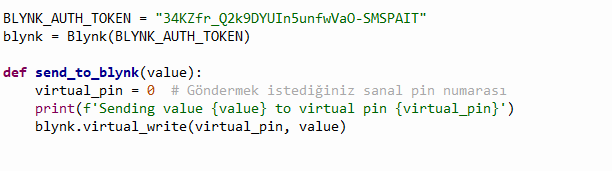 BLYNK_AUTH_TOKEN = "34KZfr_Q2k9DYUIn5unfwVaO-SMSPAIT"
blynk = Blynk(BLYNK_AUTH_TOKEN)
def send_to_blynk(value):
    virtual_pin = 0  # Göndermek istediğiniz sanal pin numarası
    print(f'Sending value {value} to virtual pin {virtual_pin}')
    blynk.virtual_write(virtual_pin, value)